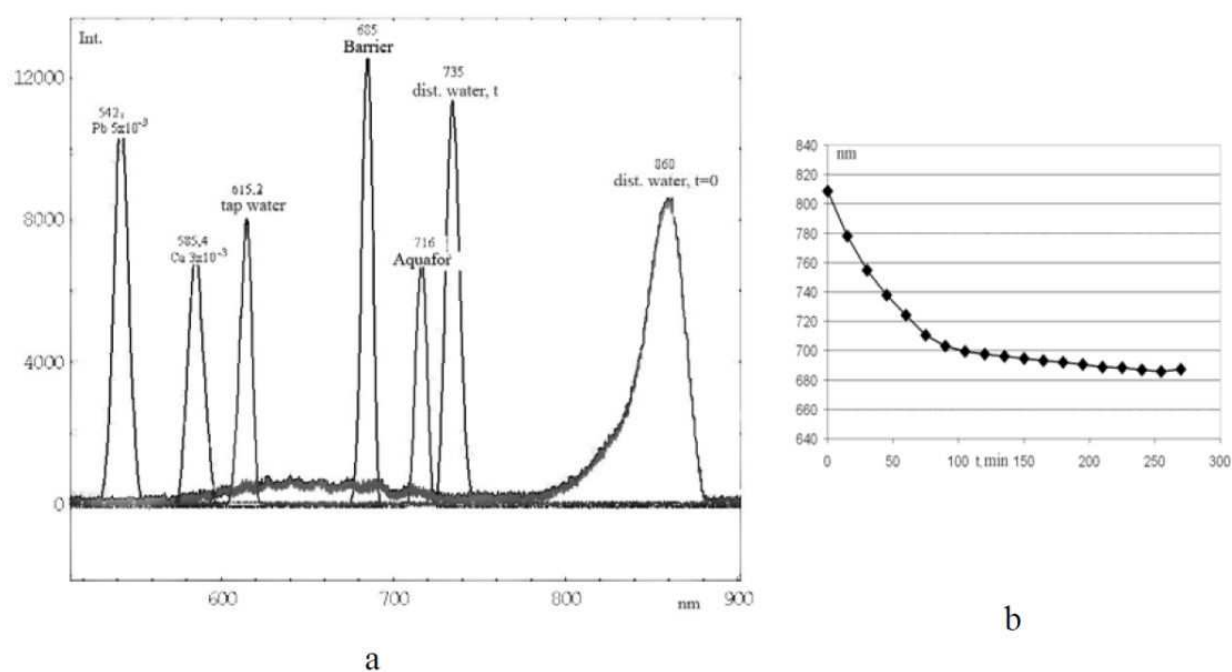 Int.
12000
8000
4000
0
542,
Pb 5x10⁻³
585,4
Cu 3x10⁻³
615,2
tap water
685
Barrier
716
Aquafor
735
dist. water, t
860
dist. water, t=0
600
700
800
nm
900
a
840
820
800
780
760
740
720
700
680
660
640
nm
0
50
100
t, min
150
200
250
300
b